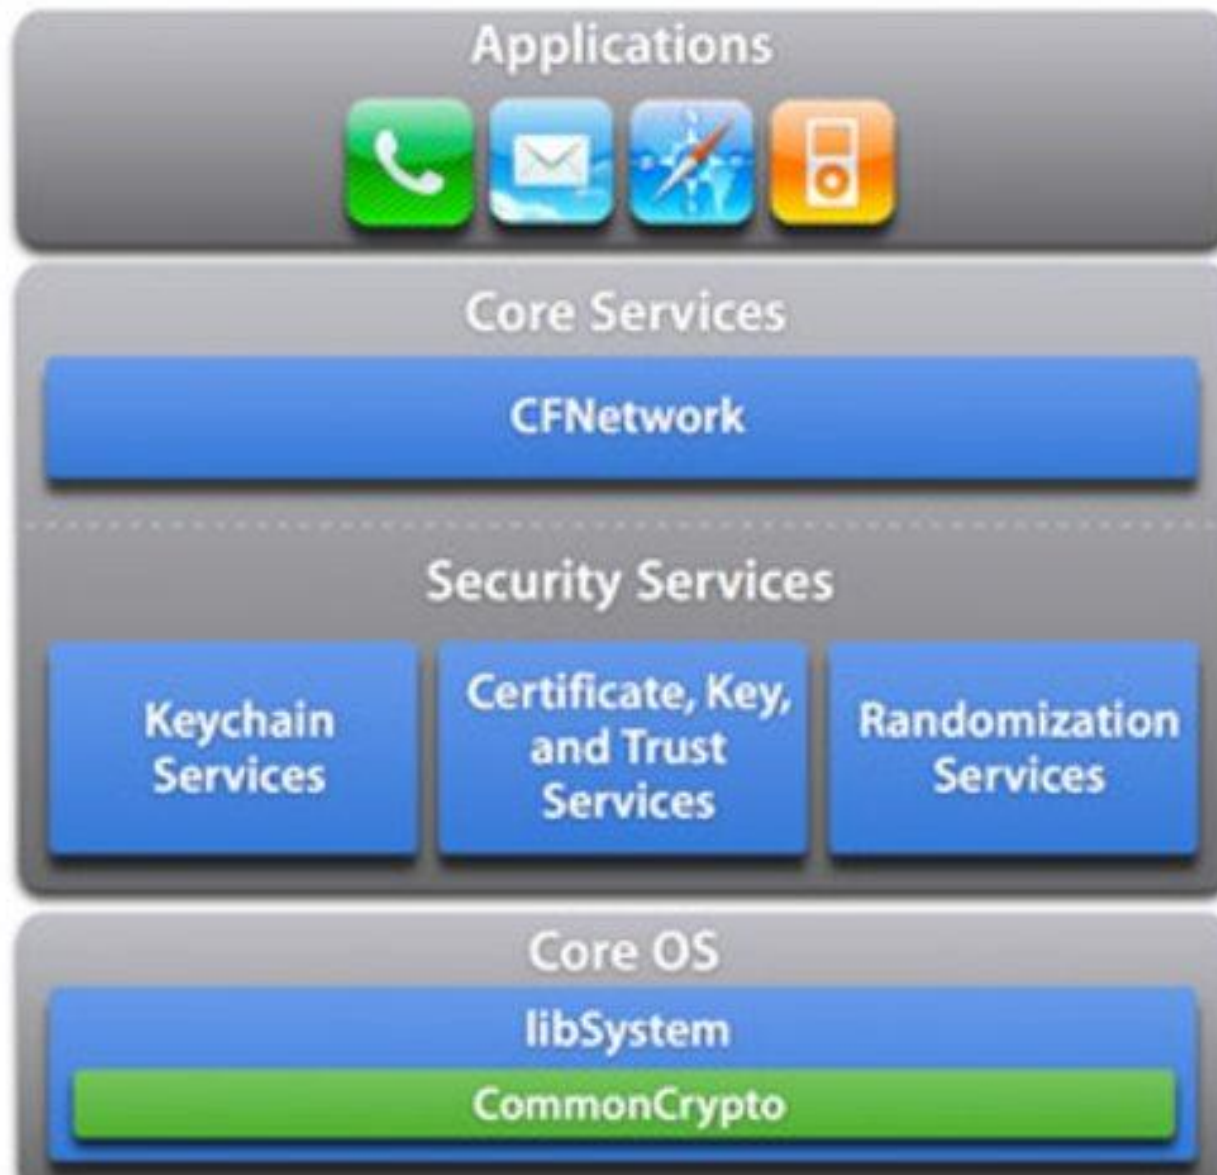 Applications
Core Services
CFNetwork
Security Services
Keychain
Services
Certificate, Key,
and Trust
Services
Randomization
Services
Core OS
libSystem
CommonCrypto